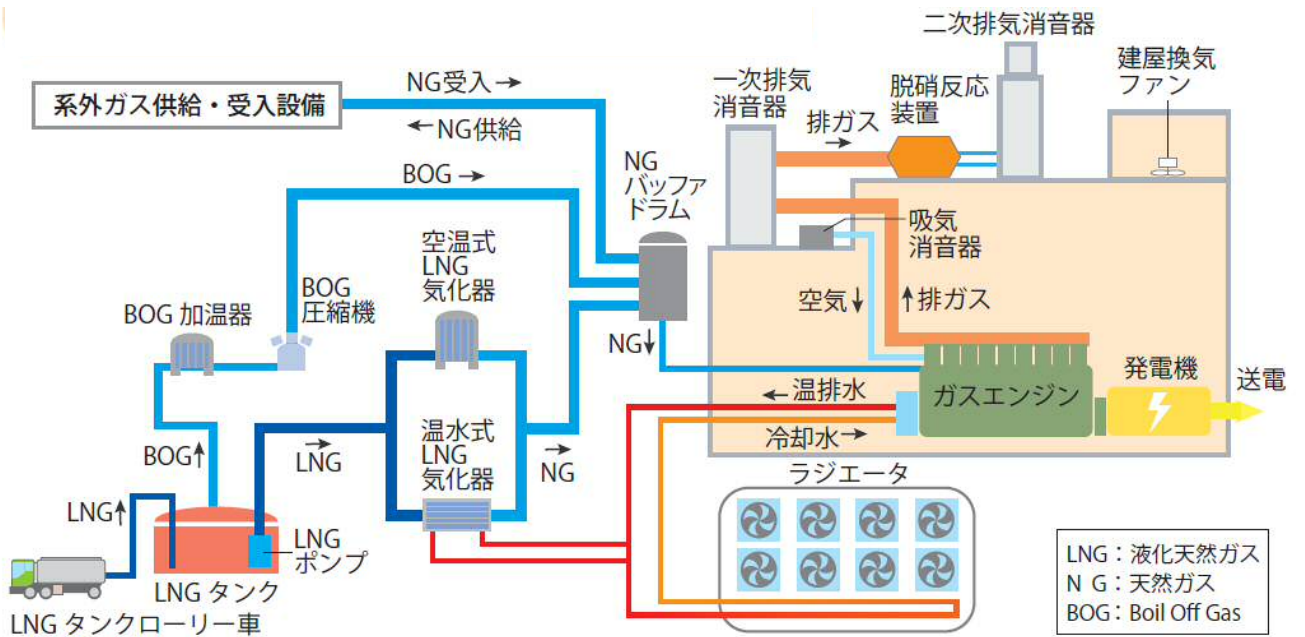 二次排気消音器
建屋換気
ファン
一次排気
消音器
脱硝反応
装置
NG受入→
系外ガス供給・受入設備
←NG供給
排ガス
→
BOG→
NG
バッファ
ドラム
吸気
消音器
空温式
LNG
気化器
BOG
圧縮機
BOG 加温器
空気↓
↑排ガス
NG↓
発電機
送電
ガスエンジン
←温排水
冷却水→
温水式
LNG
気化器
→
LNG
→
NG
BOG↑
ラジエータ
LNG↑
LNG
ポンプ
LNG タンク
LNG タンクローリー車
LNG：液化天然ガス
N G：天然ガス
BOG：Boil Off Gas